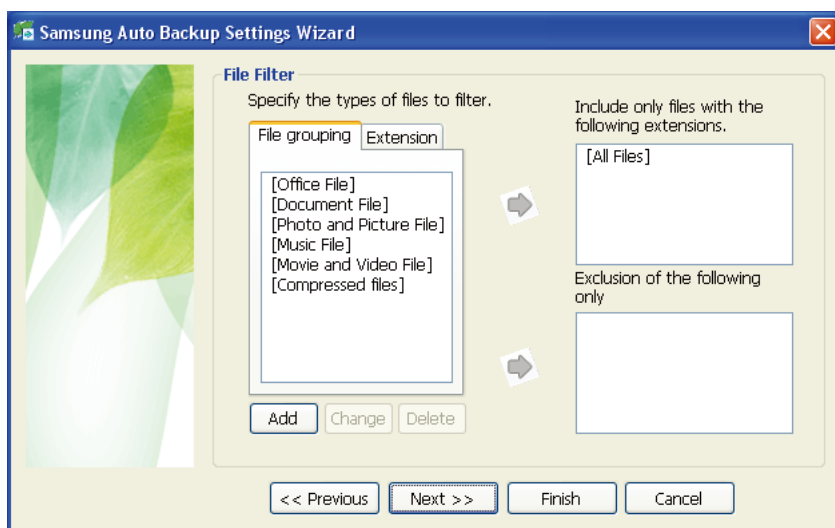 Samsung Auto Backup Settings Wizard
File Filter
Specify the types of files to filter.
File grouping
Extension
[Office File]
[Document File]
[Photo and Picture File]
[Music File]
[Movie and Video File]
[Compressed files]
Add
Change
Delete
Include only files with the
following extensions.
[All Files]
Exclusion of the following
only
<< Previous
Next >>
Finish
Cancel